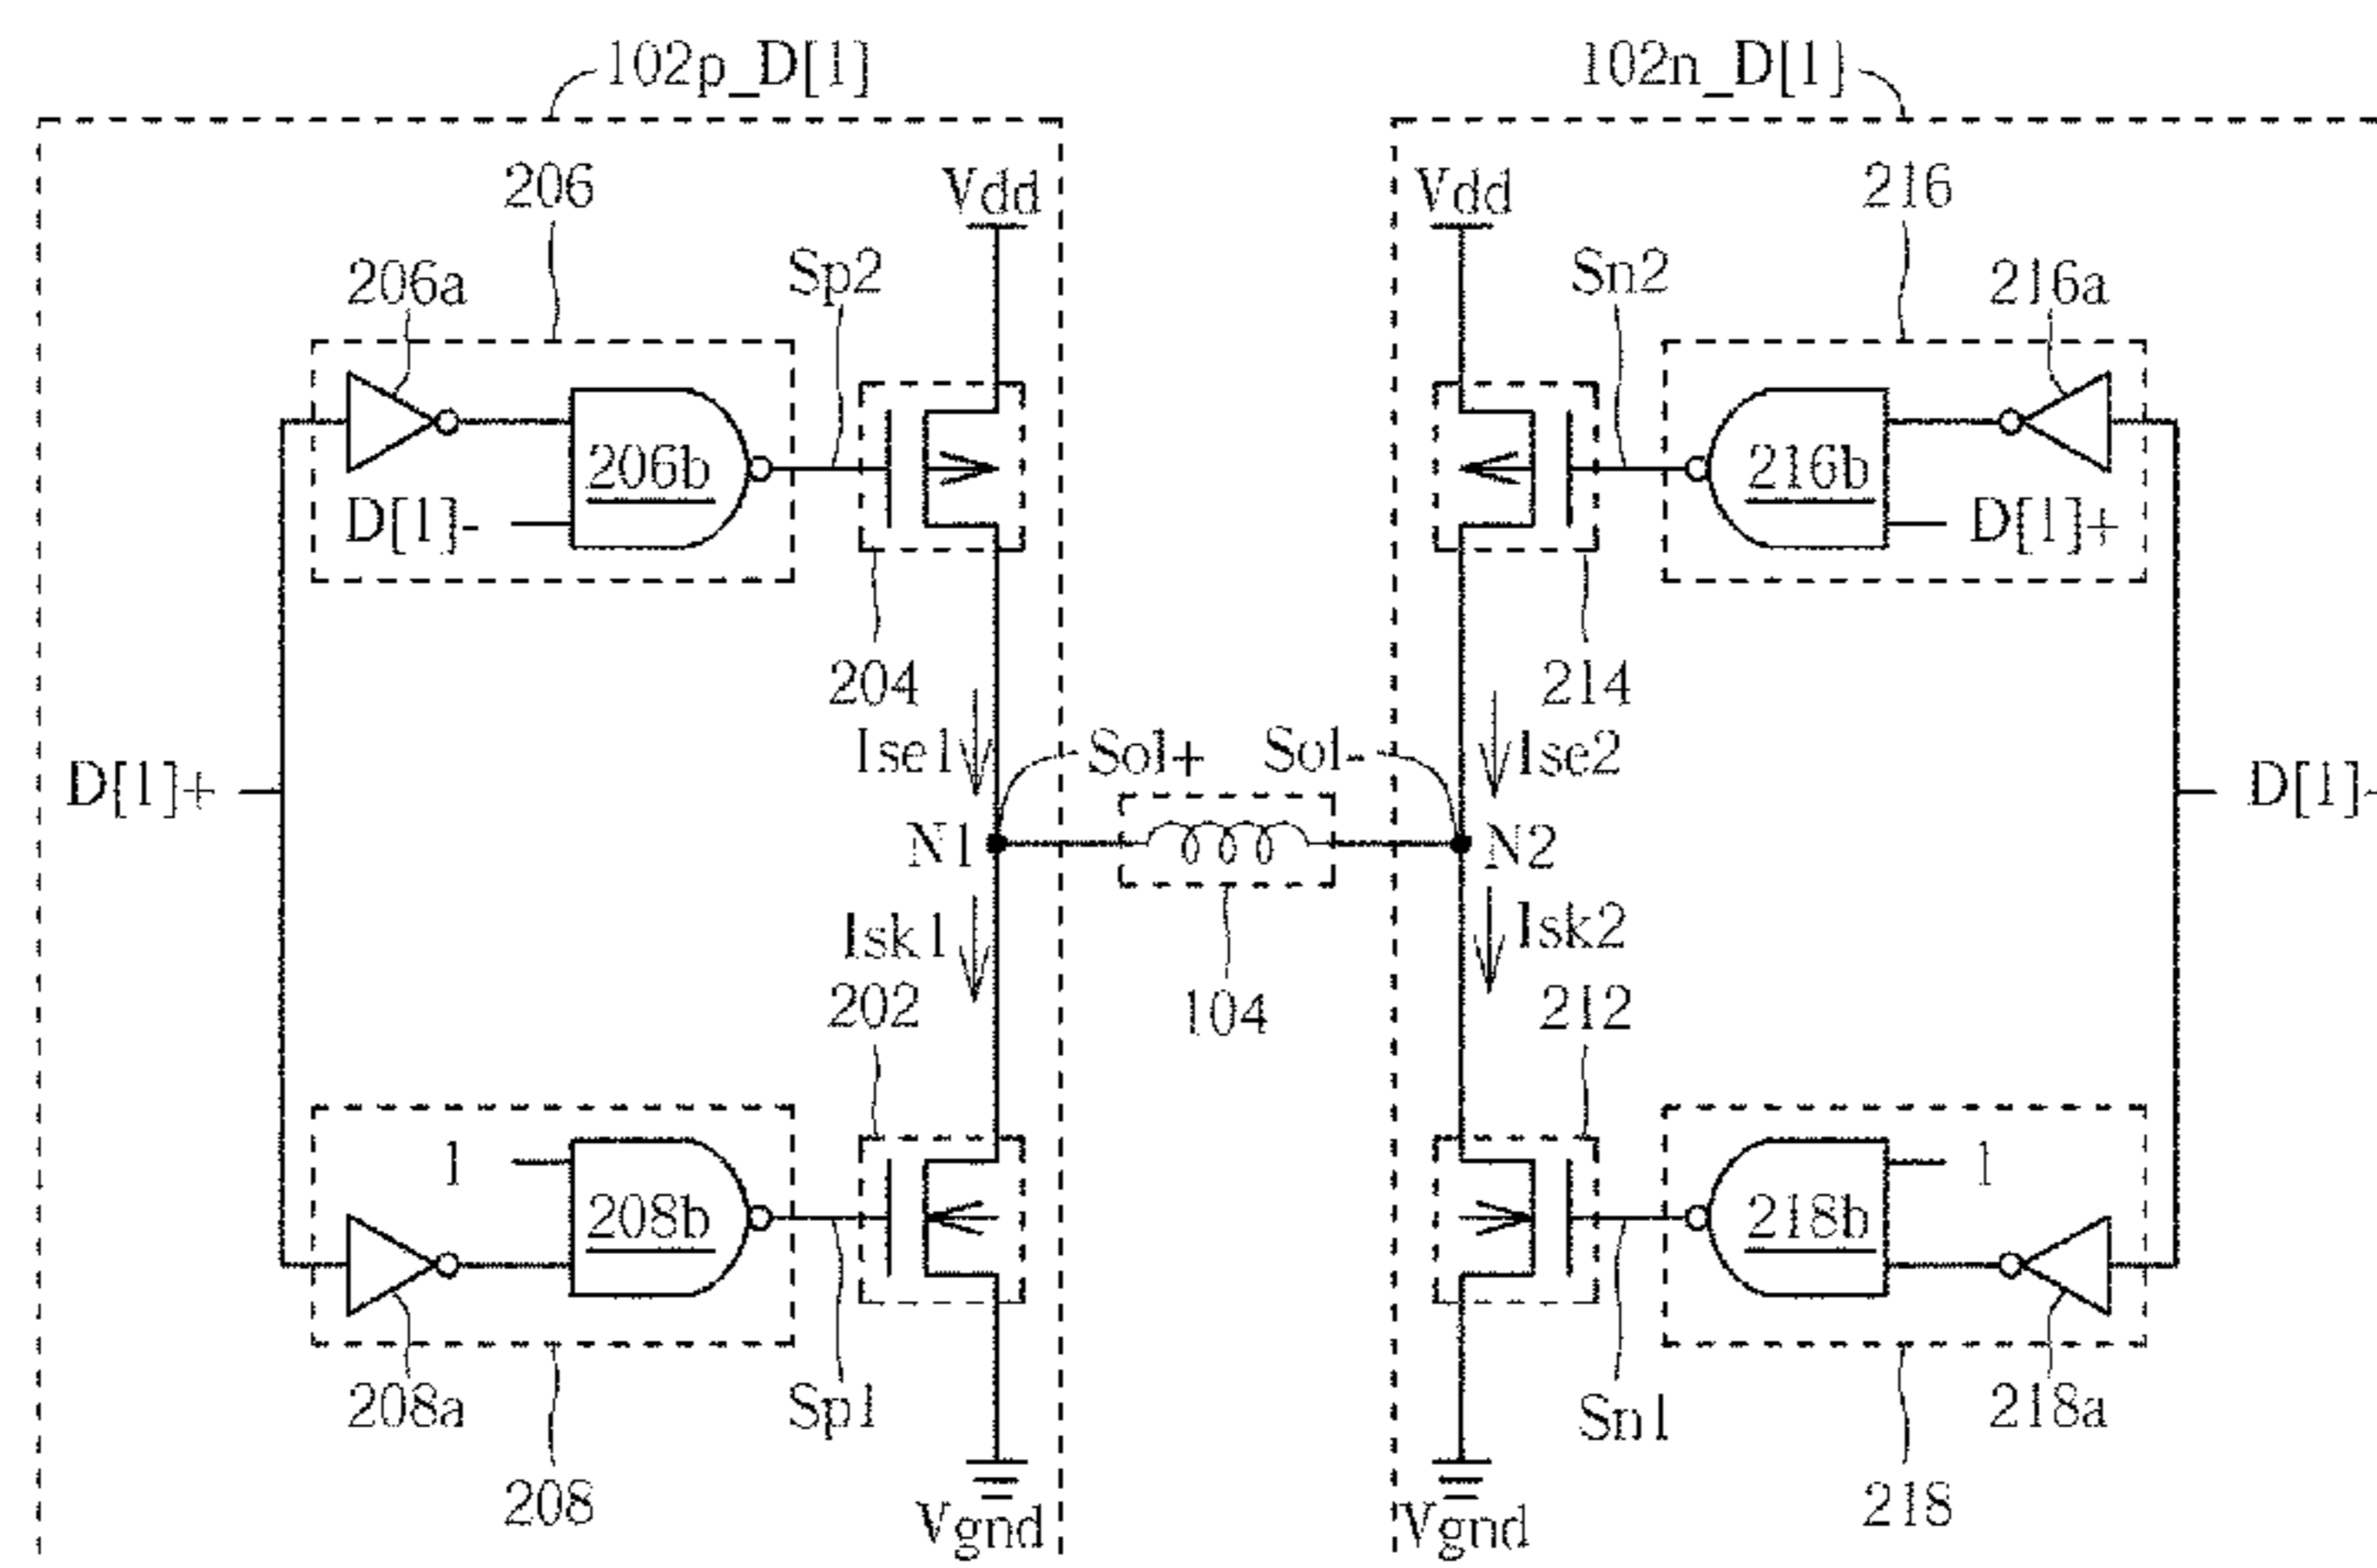 102p_D[1]
102n_D[1]
206
Vdd
Vdd
216
206a
Sp2
Sn2
216a
206b
216b
D[1]-
D[1]+
204
214
Ise1
Sol+
Sol-
Ise2
D[1]+
D[1]-
N1
N2
Isk1
Isk2
202
104
212
1
1
208b
218b
208a
Sp1
Sn1
218a
208
Vgnd
Vgnd
218